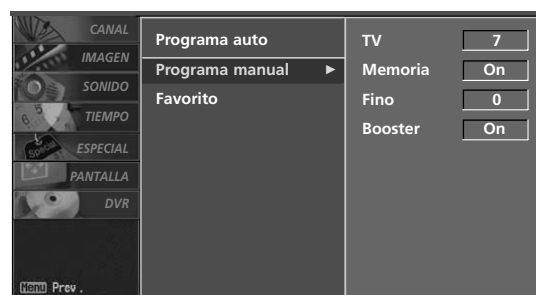 CANAL
IMAGEN
SONIDO
TIEMPO
ESPECIAL
PANTALLA
DVR
Menu Prev.
Programa auto
Programa manual ►
Favorito
TV 7
Memoria On
Fino 0
Booster On
Special